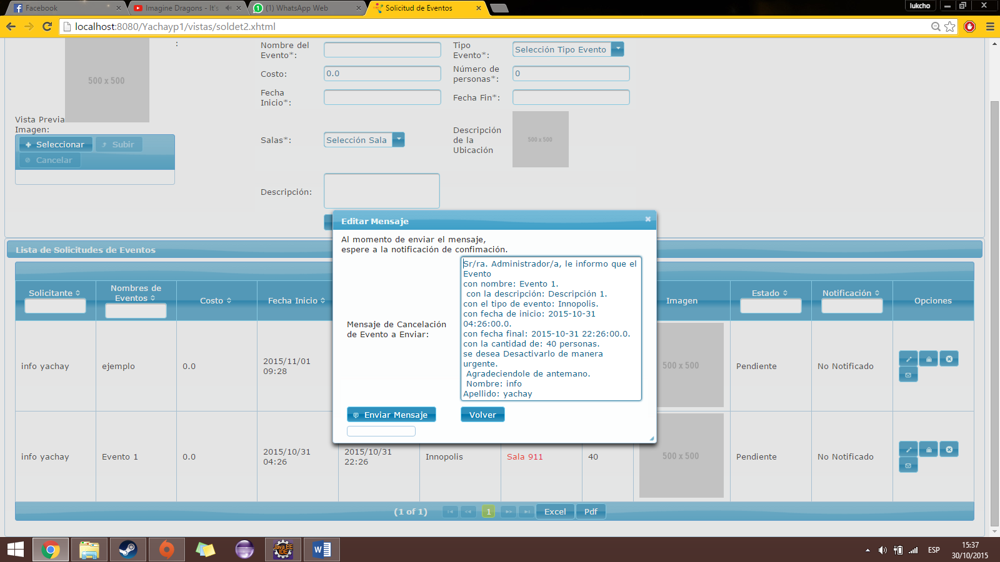 Facebook
Imagine Dragons - It's
(1) WhatsApp Web
Solicitud de Eventos
lukcho
localhost:8080/Yachayp1/vistas/soldet2.xhtml
500 x 500
:
Vista Previa
Imagen:
Seleccionar
Subir
Cancelar
Nombre del
Evento*:
Tipo
Evento*:
Selección Tipo Evento
Costo:
0.0
Número de
personas*:
0
Fecha
Inicio*:
Fecha Fin*:
Salas*:
Selección Sala
Descripción
de la
Ubicación
500 x 500
Descripción:
Editar Mensaje
Al momento de enviar el mensaje,
espere a la notificación de confimación.
Mensaje de Cancelación
de Evento a Enviar:
Sr/ra. Administrador/a, le informo que el
Evento
con nombre: Evento 1.
con la descripción: Descripción 1.
con el tipo de evento: Innopolis.
con fecha de inicio: 2015-10-31
04:26:00.0.
con fecha final: 2015-10-31 22:26:00.0.
con la cantidad de: 40 personas.
se desea Desactivarlo de manera
urgente.
Agradeciendole de antemano.
Nombre: info
Apellido: yachay
Enviar Mensaje
Volver
Lista de Solicitudes de Eventos
Solicitante
Nombres de
Eventos
Costo
Fecha Inicio
Imagen
Estado
Notificación
Opciones
info yachay
ejemplo
0.0
2015/11/01
09:28
500 x 500
Pendiente
No Notificado
info yachay
Evento 1
0.0
2015/10/31
04:26
2015/10/31
22:26
Innopolis
Sala 911
40
500 x 500
Pendiente
No Notificado
(1 of 1)
1
Excel
Pdf
Java EE
IDE
ESP
15:37
30/10/2015